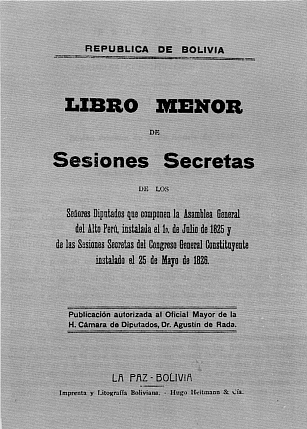 REPUBLICA DE BOLIVIA
LIBRO MENOR
DE
Sesiones Secretas
DE LOS
Señores Diputados que componen la Asamblea General
del Alto Perú, instalada el 1o. de Julio de 1825 y
de las Sesiones Secretas del Congreso General Constituyente
instalado el 25 de Mayo de 1826.
Publicación autorizada al Oficial Mayor de la
H. Cámara de Diputados, Dr. Agustín de Rada.
LA PAZ - BOLIVIA
Imprenta y Litografía Boliviana. - Hugo Heitmann & Cía.